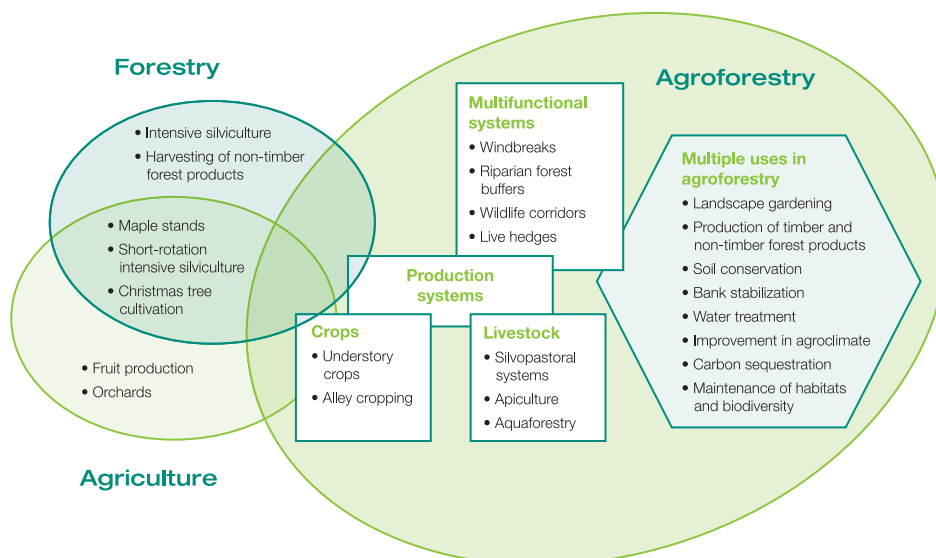 Forestry
• Intensive silviculture
• Harvesting of non-timber
forest products
• Maple stands
• Short-rotation
intensive silviculture
• Christmas tree
cultivation
• Fruit production
• Orchards
Agriculture
Agroforestry
Multifunctional
systems
• Windbreaks
• Riparian forest
buffers
• Wildlife corridors
• Live hedges
Production
systems
Crops
• Understory
crops
• Alley cropping
Livestock
• Silvopastoral
systems
• Apiculture
• Aquaforestry
Multiple uses in
agroforestry
• Landscape gardening
• Production of timber and
non-timber forest products
• Soil conservation
• Bank stabilization
• Water treatment
• Improvement in agroclimate
• Carbon sequestration
• Maintenance of habitats
and biodiversity